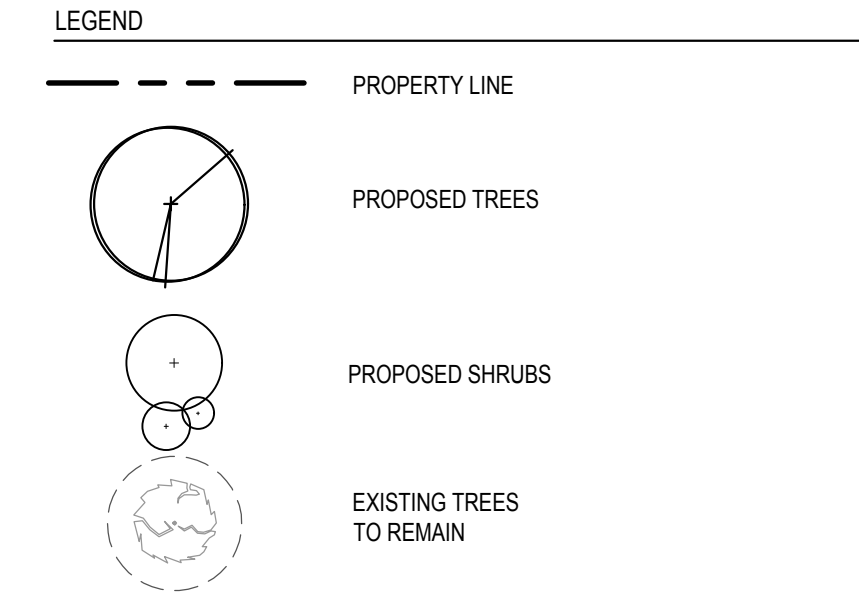 LEGEND
PROPERTY LINE
PROPOSED TREES
PROPOSED SHRUBS
EXISTING TREES
TO REMAIN